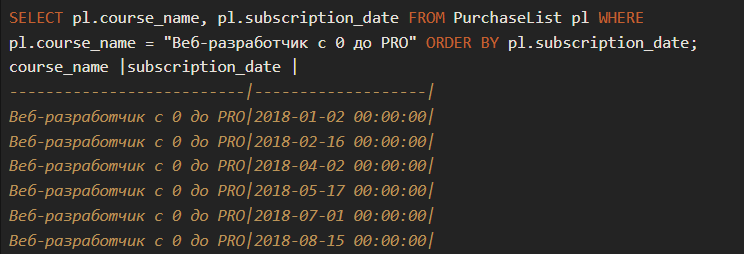 SELECT pl.course_name, pl.subscription_date FROM PurchaseList pl WHERE
pl.course_name = "Веб-разработчик c 0 до PRO" ORDER BY pl.subscription_date;
course_name |subscription_date |
--------------------------|-------------------|
Веб-разработчик c 0 до PRO|2018-01-02 00:00:00|
Веб-разработчик c 0 до PRO|2018-02-16 00:00:00|
Веб-разработчик c 0 до PRO|2018-04-02 00:00:00|
Веб-разработчик c 0 до PRO|2018-05-17 00:00:00|
Веб-разработчик c 0 до PRO|2018-07-01 00:00:00|
Веб-разработчик c 0 до PRO|2018-08-15 00:00:00|